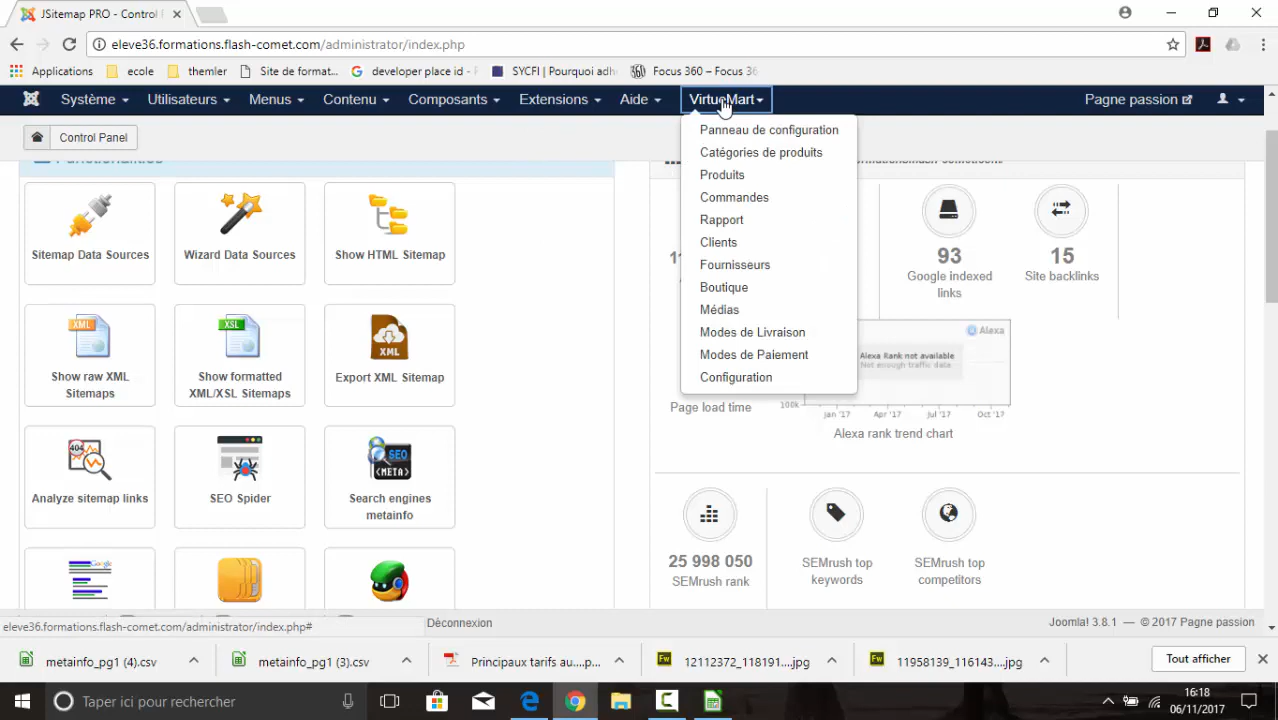 JSitemap PRO - Control
eleve36.formations.flash-comet.com/administrator/index.php
Applications
ecole
themler
Site de format...
developer place id -
SYCFI | Pourquoi adh
Focus 360 – Focus 36
Système
Utilisateurs
Menus
Contenu
Composants
Extensions
Aide
VirtueMart
Pagne passion
Control Panel
Panneau de configuration
Catégories de produits
Produits
Commandes
Rapport
Clients
Fournisseurs
Boutique
Médias
Modes de Livraison
Modes de Paiement
Configuration
Sitemap Data Sources
Wizard Data Sources
Show HTML Sitemap
XML
Show raw XML
Sitemaps
XSL
Show formatted
XML/XSL Sitemaps
XML
Export XML Sitemap
404
Analyze sitemap links
SEO Spider
SEO
<META>
Search engines
metainfo
93
Google indexed
links
15
Site backlinks
Alexa
Alexa Rank not available
Not enough traffic data
100k
Jan '17
Apr '17
Jul '17
Oct '17
Page load time
Alexa rank trend chart
25 998 050
SEMrush rank
SEMrush top
keywords
SEMrush top
competitors
eleve36.formations.flash-comet.com/administrator/index.php#
Déconnexion
Joomla! 3.8.1 — © 2017 Pagne passion
metainfo_pg1 (4).csv
metainfo_pg1 (3).csv
Principaux tarifs au....p...
12112372_118191...jpg
11958139_116143...jpg
Tout afficher
Taper ici pour rechercher
16:18
06/11/2017